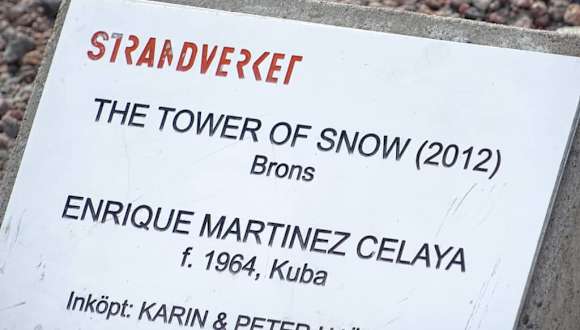 STRANDVERKET
THE TOWER OF SNOW (2012)
Brons
ENRIQUE MARTINEZ CELAYA
f. 1964, Kuba
Inköpt: KARIN & PETER